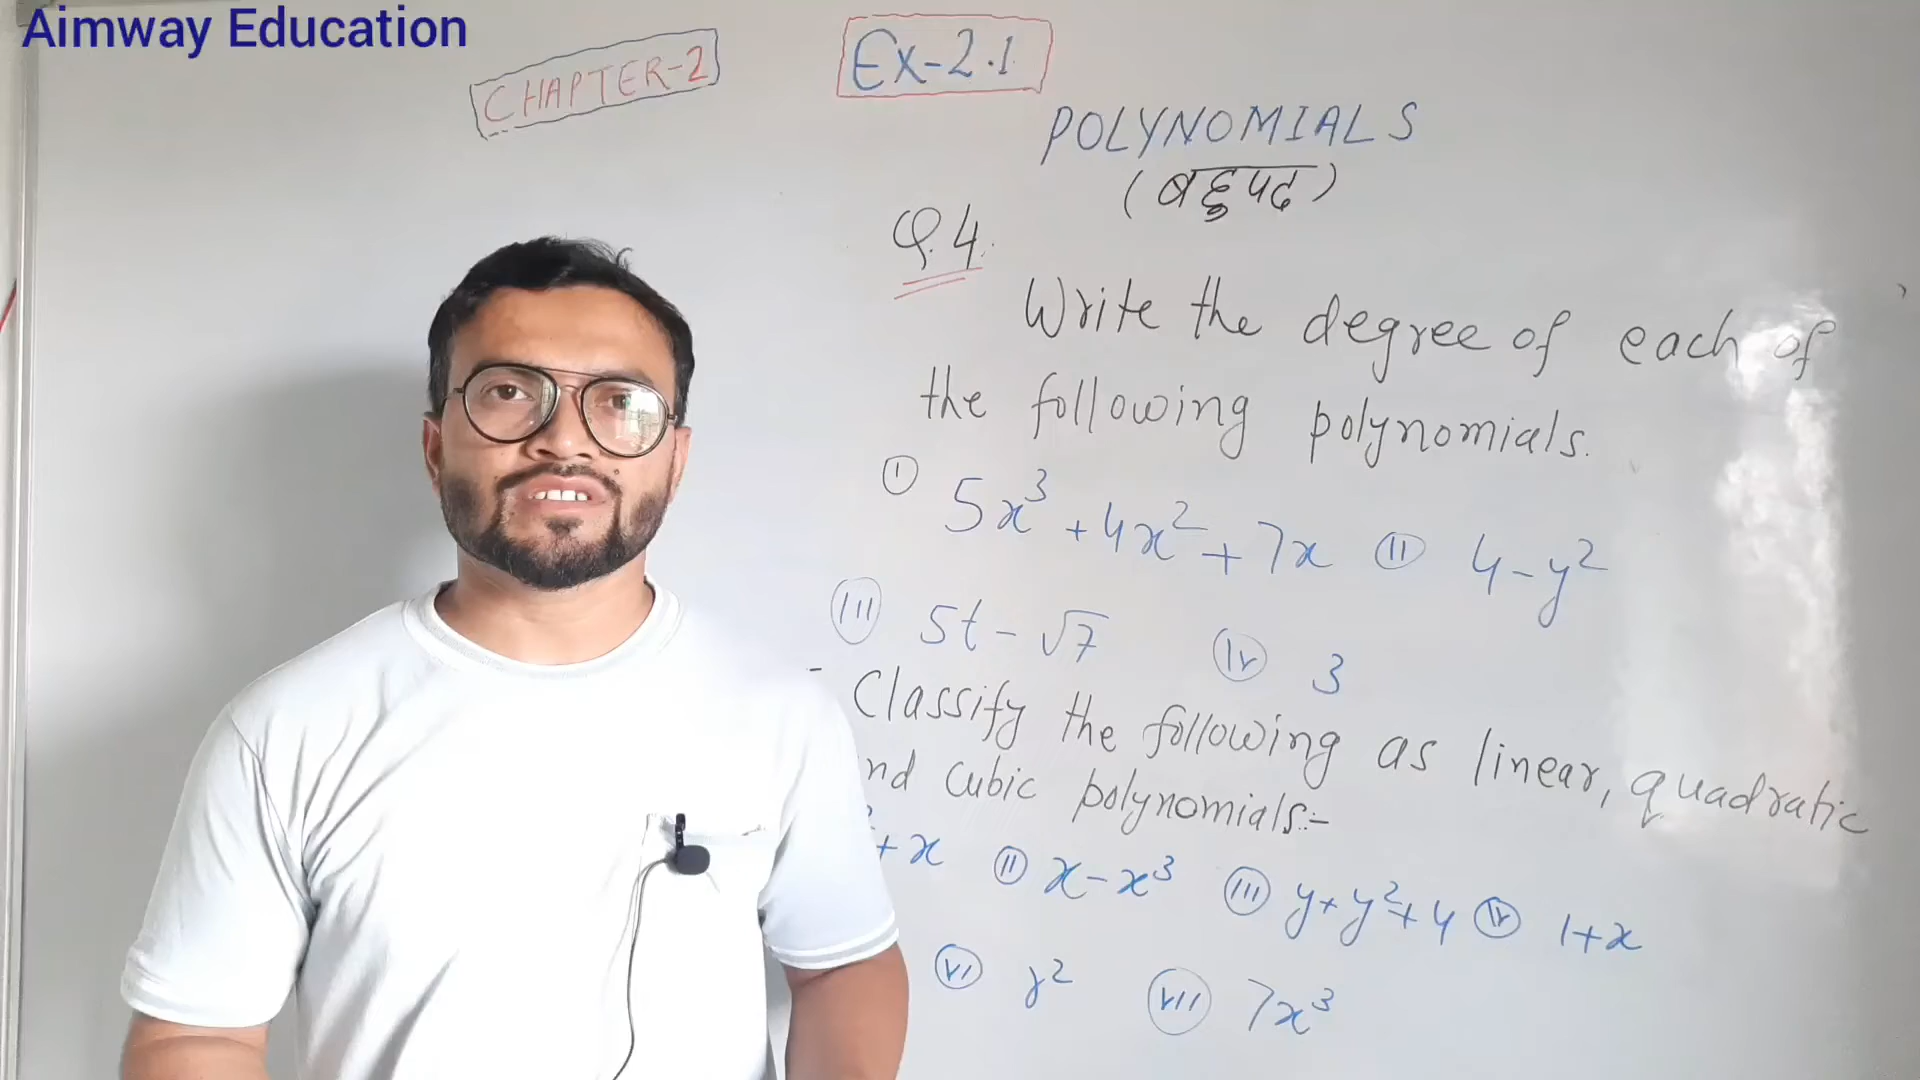 Aimway Education
CHAPTER-2
Ex-2.1
POLYNOMIALS
(बहुपद)
Q.4.
Write the degree of each of
the following polynomials.
(i) 5x³ + 4x² + 7x (ii) 4-y²
(iii) 5t - √7 (iv) 3
- Classify the following as linear, quadratic
nd cubic polynomials:-
+ x (ii) x-x³ (iii) y+y²+4 (iv) 1+x
(vi) r² (vii) 7x³